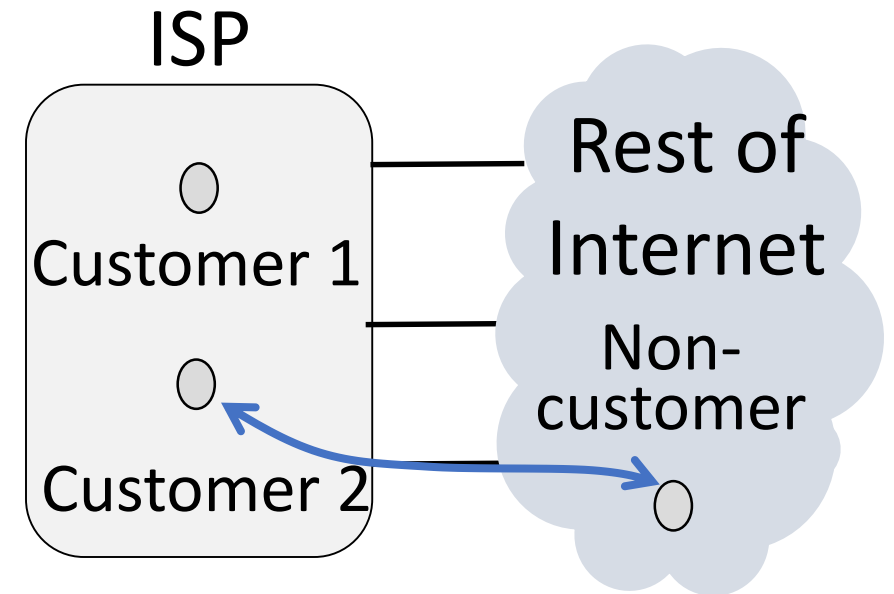 ISP
Customer 1
Customer 2
Rest of
Internet
Non-
customer